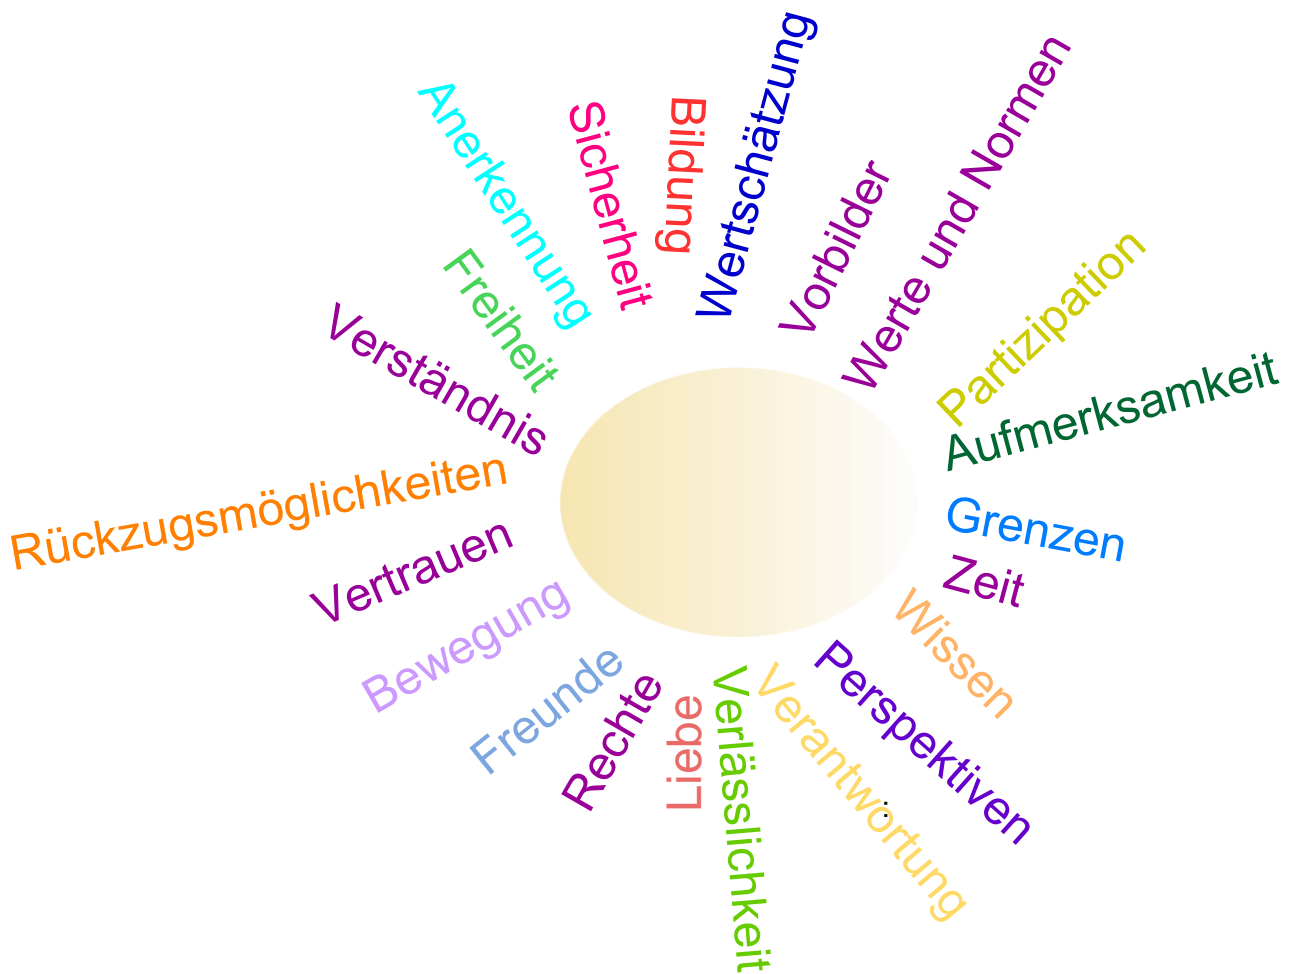 Anerkennung
Sicherheit
Bildung
Wertschätzung
Vorbilder
Werte und Normen
Partizipation
Aufmerksamkeit
Grenzen
Zeit
Wissen
Perspektiven
Verantwortung
:
Verlässlichkeit
Liebe
Rechte
Freunde
Bewegung
Vertrauen
Rückzugsmöglichkeiten
Verständnis
Freiheit